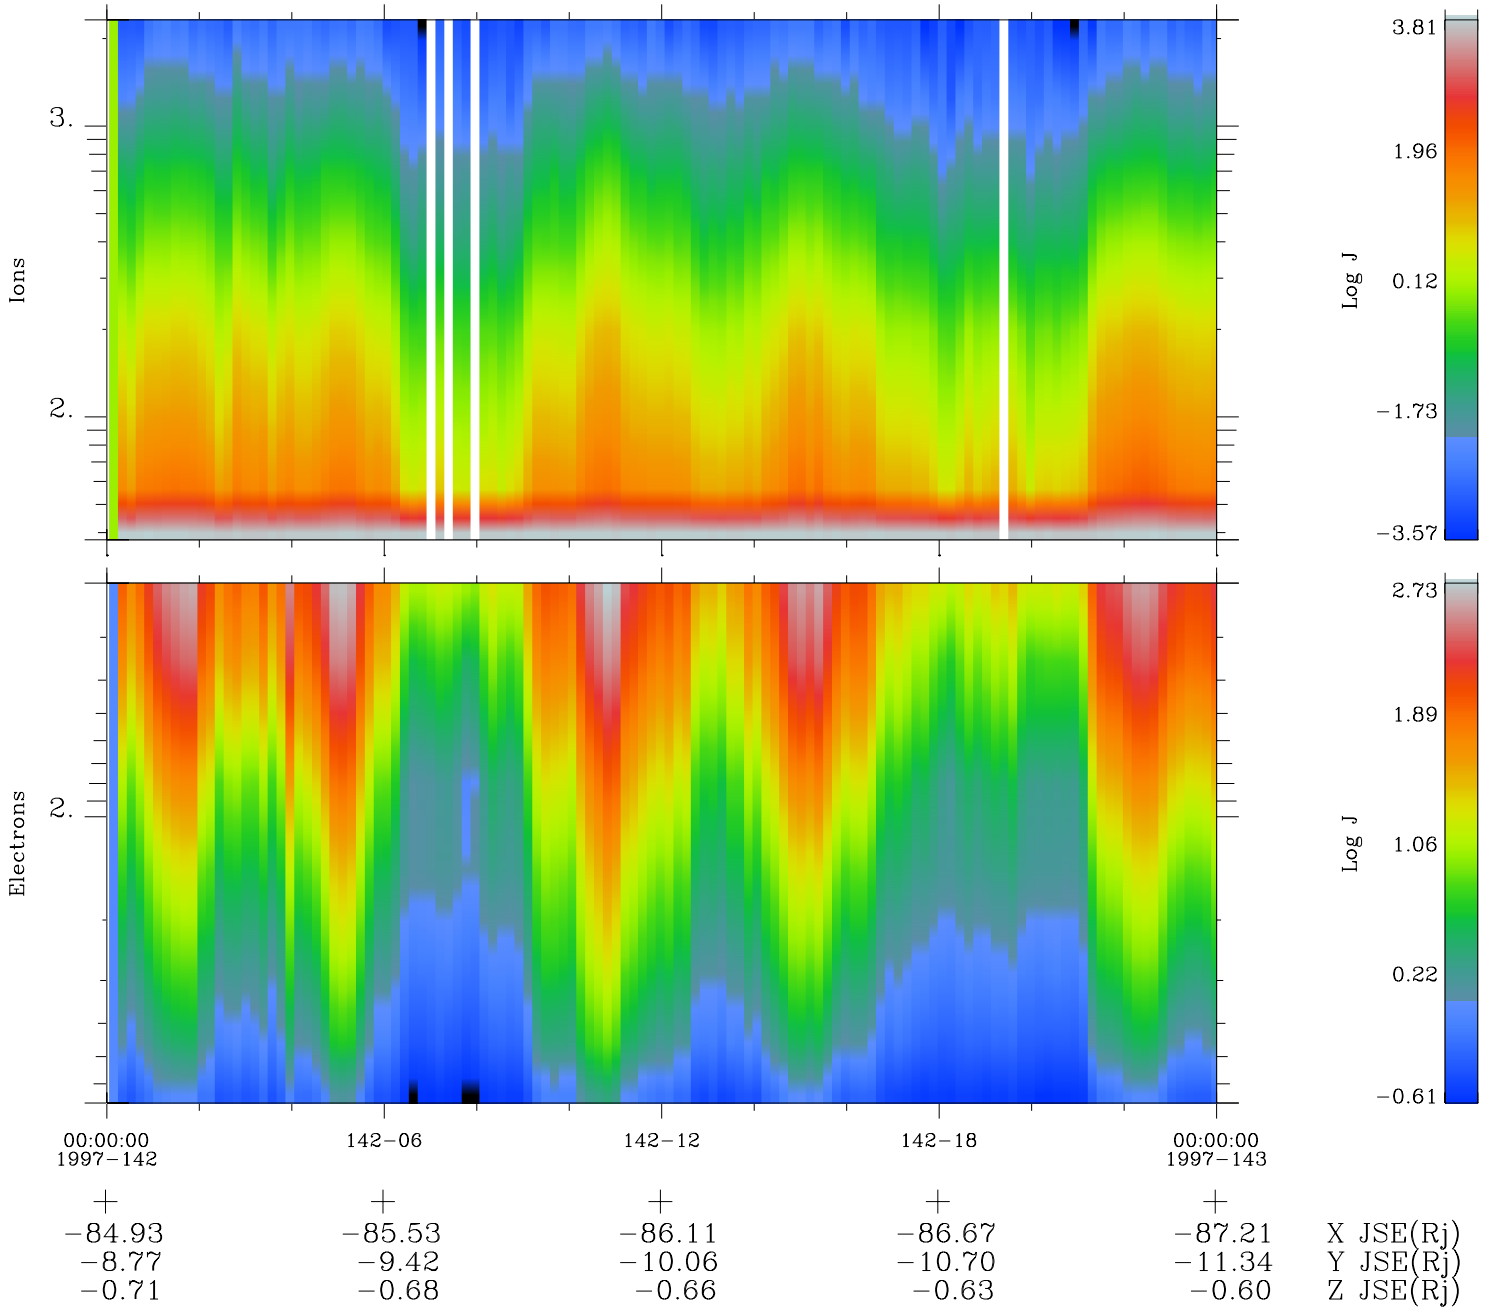 3.
2.
Ions
3.81
1.96
0.12
−1.73
−3.57
Log J
2.
Electrons
2.73
1.89
1.06
0.22
−0.61
Log J
00:00:00 142−06 142−12 142−18 00:00:00
1997−142 1997−143
−84.93 −85.53 −86.11 −86.67 −87.21 X JSE(Rj)
−8.77 −9.42 −10.06 −10.70 −11.34 Y JSE(Rj)
−0.71 −0.68 −0.66 −0.63 −0.60 Z JSE(Rj)